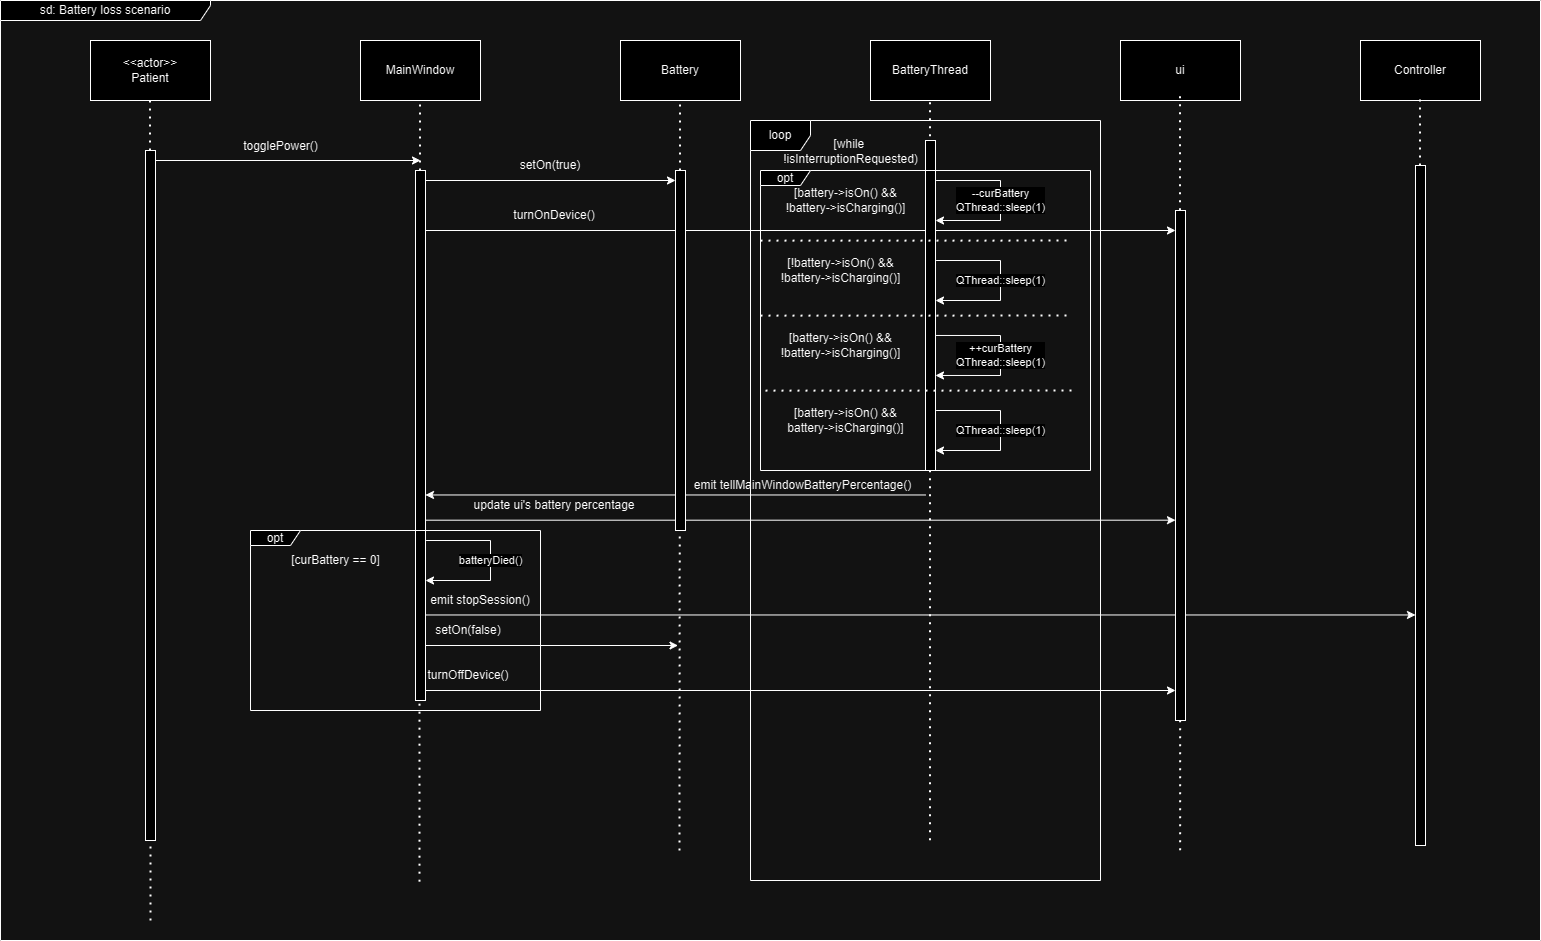 sd: Battery loss scenario
<<actor>>
Patient
MainWindow
Battery
BatteryThread
ui
Controller
loop
[while
!isInterruptionRequested)
togglePower()
setOn(true)
opt
[battery->isOn() &&
!battery->isCharging()]
--curBattery
QThread::sleep(1)
turnOnDevice()
[!battery->isOn() &&
!battery->isCharging()]
QThread::sleep(1)
[battery->isOn() &&
!battery->isCharging()]
++curBattery
QThread::sleep(1)
[battery->isOn() &&
battery->isCharging()]
QThread::sleep(1)
emit tellMainWindowBatteryPercentage()
update ui's battery percentage
opt
[curBattery == 0]
batteryDied()
emit stopSession()
setOn(false)
turnOffDevice()